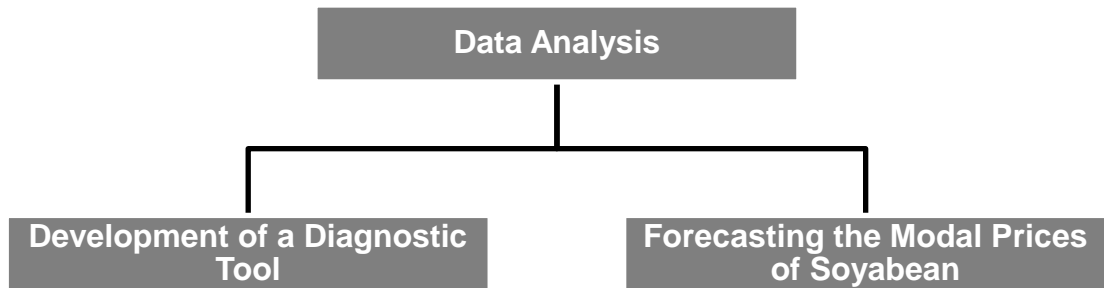 Data Analysis
Development of a Diagnostic
Tool
Forecasting the Modal Prices
of Soyabean